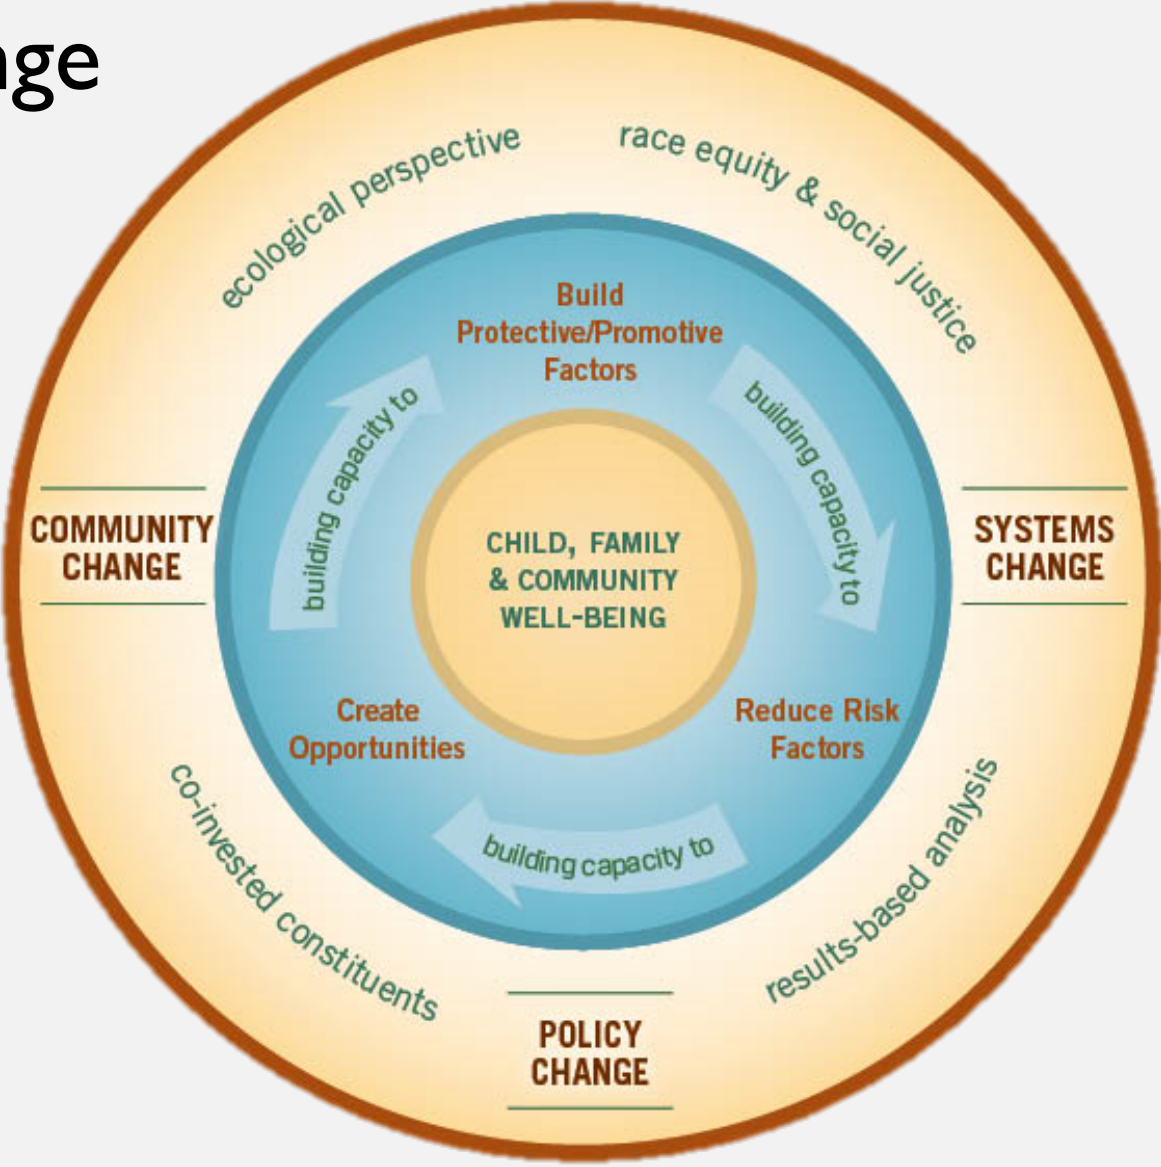 nge
ecological perspective
race equity & social justice
Build
Protective/Promotive
Factors
building capacity to
building capacity to
COMMUNITY
CHANGE
CHILD, FAMILY
& COMMUNITY
WELL-BEING
SYSTEMS
CHANGE
Create
Opportunities
Reduce Risk
Factors
building capacity to
co-invested constituents
results-based analysis
POLICY
CHANGE